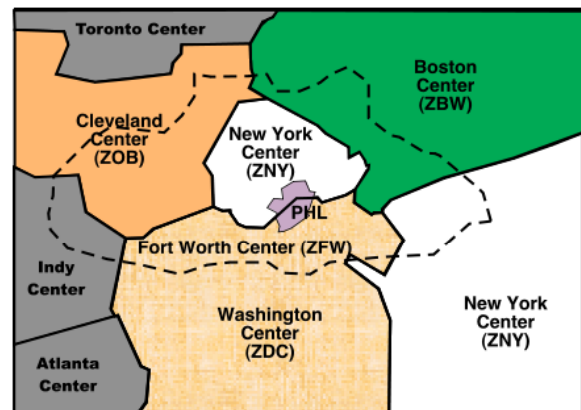 Toronto Center
Boston
Center
(ZBW)
Cleveland
Center
(ZOB)
New York
Center
(ZNY)
PHL
Fort Worth Center (ZFW)
Indy
Center
Washington
Center
(ZDC)
New York
Center
(ZNY)
Atlanta
Center